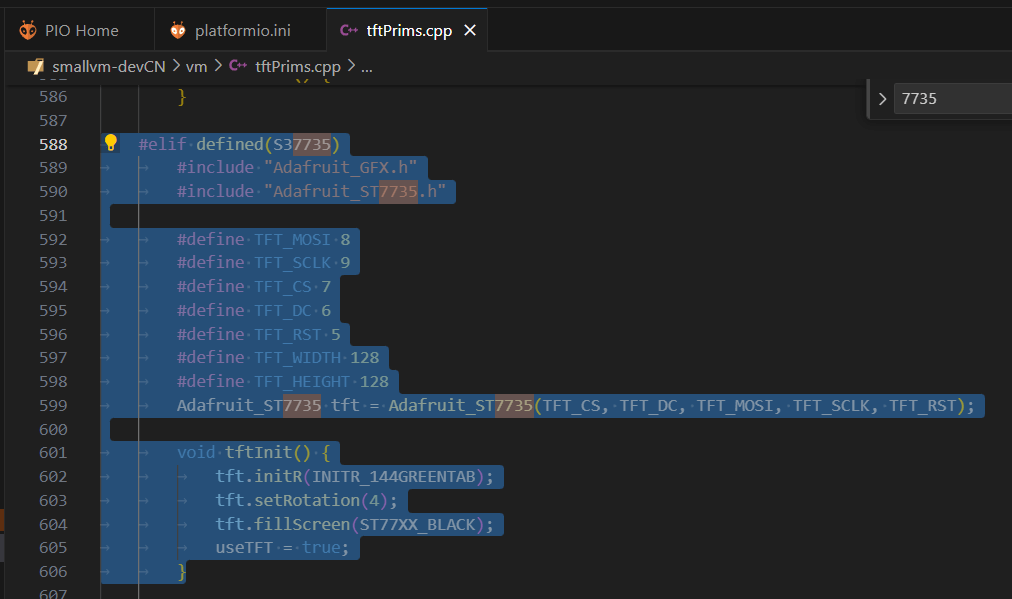 PIO Home
platformio.ini
C++ tftPrims.cpp
smallvm-devCN > vm > C++ tftPrims.cpp > ...
7735
586 }
587
588 #elif defined(S37735)
589 #include "Adafruit_GFX.h"
590 #include "Adafruit_ST7735.h"
591
592 #define TFT_MOSI 8
593 #define TFT_SCLK 9
594 #define TFT_CS 7
595 #define TFT_DC 6
596 #define TFT_RST 5
597 #define TFT_WIDTH 128
598 #define TFT_HEIGHT 128
599 Adafruit_ST7735 tft = Adafruit_ST7735(TFT_CS, TFT_DC, TFT_MOSI, TFT_SCLK, TFT_RST);
600
601 void tftInit() {
602 tft.initR(INITR_144GREENTAB);
603 tft.setRotation(4);
604 tft.fillScreen(ST77XX_BLACK);
605 useTFT = true;
606 }
607